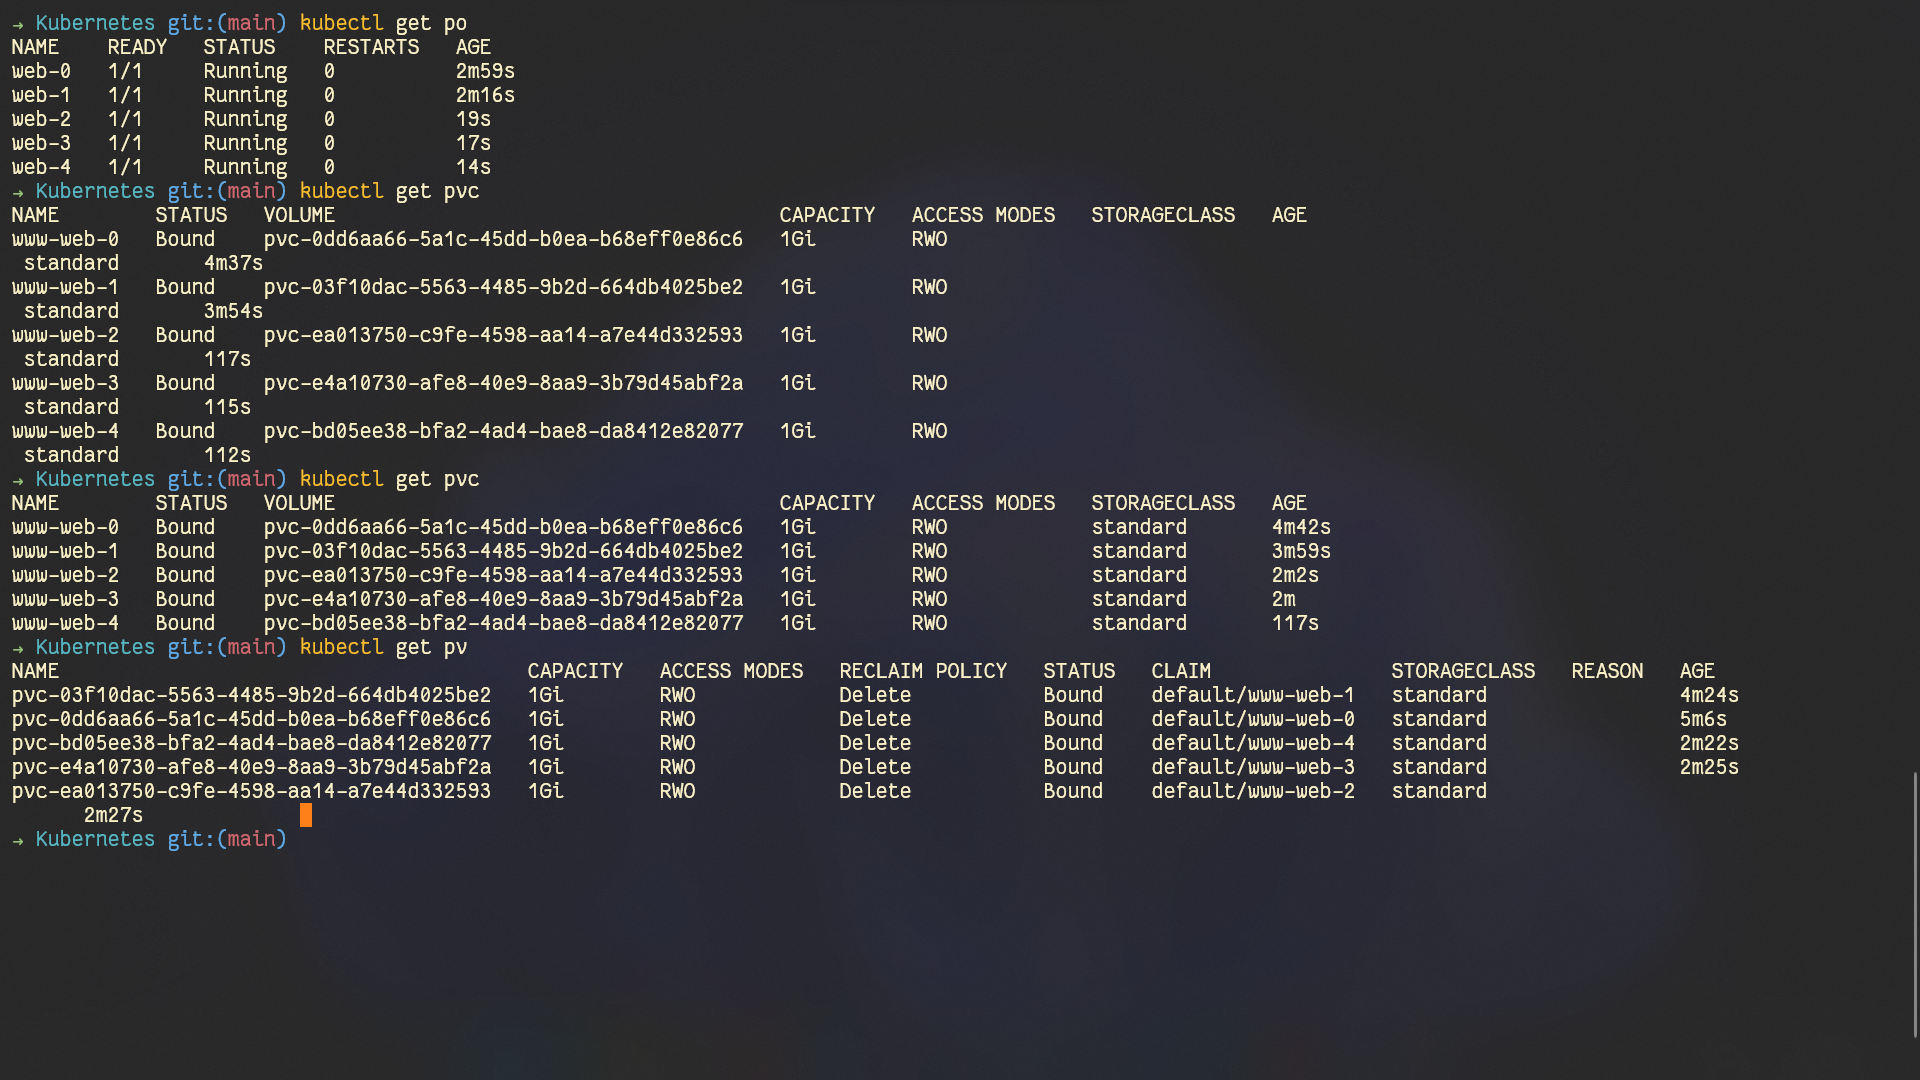 → Kubernetes git:(main) kubectl get po
NAME    READY   STATUS    RESTARTS   AGE
web-0   1/1     Running   0          2m59s
web-1   1/1     Running   0          2m16s
web-2   1/1     Running   0          19s
web-3   1/1     Running   0          17s
web-4   1/1     Running   0          14s
→ Kubernetes git:(main) kubectl get pvc
NAME        STATUS   VOLUME                                     CAPACITY   ACCESS MODES   STORAGECLASS   AGE
www-web-0   Bound    pvc-0dd6aa66-5a1c-45dd-b0ea-b68eff0e86c6   1Gi        RWO
 standard       4m37s
www-web-1   Bound    pvc-03f10dac-5563-4485-9b2d-664db4025be2   1Gi        RWO
 standard       3m54s
www-web-2   Bound    pvc-ea013750-c9fe-4598-aa14-a7e44d332593   1Gi        RWO
 standard       117s
www-web-3   Bound    pvc-e4a10730-afe8-40e9-8aa9-3b79d45abf2a   1Gi        RWO
 standard       115s
www-web-4   Bound    pvc-bd05ee38-bfa2-4ad4-bae8-da8412e82077   1Gi        RWO
 standard       112s
→ Kubernetes git:(main) kubectl get pvc
NAME        STATUS   VOLUME                                     CAPACITY   ACCESS MODES   STORAGECLASS   AGE
www-web-0   Bound    pvc-0dd6aa66-5a1c-45dd-b0ea-b68eff0e86c6   1Gi        RWO            standard       4m42s
www-web-1   Bound    pvc-03f10dac-5563-4485-9b2d-664db4025be2   1Gi        RWO            standard       3m59s
www-web-2   Bound    pvc-ea013750-c9fe-4598-aa14-a7e44d332593   1Gi        RWO            standard       2m2s
www-web-3   Bound    pvc-e4a10730-afe8-40e9-8aa9-3b79d45abf2a   1Gi        RWO            standard       2m
www-web-4   Bound    pvc-bd05ee38-bfa2-4ad4-bae8-da8412e82077   1Gi        RWO            standard       117s
→ Kubernetes git:(main) kubectl get pv
NAME                                       CAPACITY   ACCESS MODES   RECLAIM POLICY   STATUS   CLAIM               STORAGECLASS   REASON   AGE
pvc-03f10dac-5563-4485-9b2d-664db4025be2   1Gi        RWO            Delete           Bound    default/www-web-1   standard                4m24s
pvc-0dd6aa66-5a1c-45dd-b0ea-b68eff0e86c6   1Gi        RWO            Delete           Bound    default/www-web-0   standard                5m6s
pvc-bd05ee38-bfa2-4ad4-bae8-da8412e82077   1Gi        RWO            Delete           Bound    default/www-web-4   standard                2m22s
pvc-e4a10730-afe8-40e9-8aa9-3b79d45abf2a   1Gi        RWO            Delete           Bound    default/www-web-3   standard                2m25s
pvc-ea013750-c9fe-4598-aa14-a7e44d332593   1Gi        RWO            Delete           Bound    default/www-web-2   standard
      2m27s
→ Kubernetes git:(main)